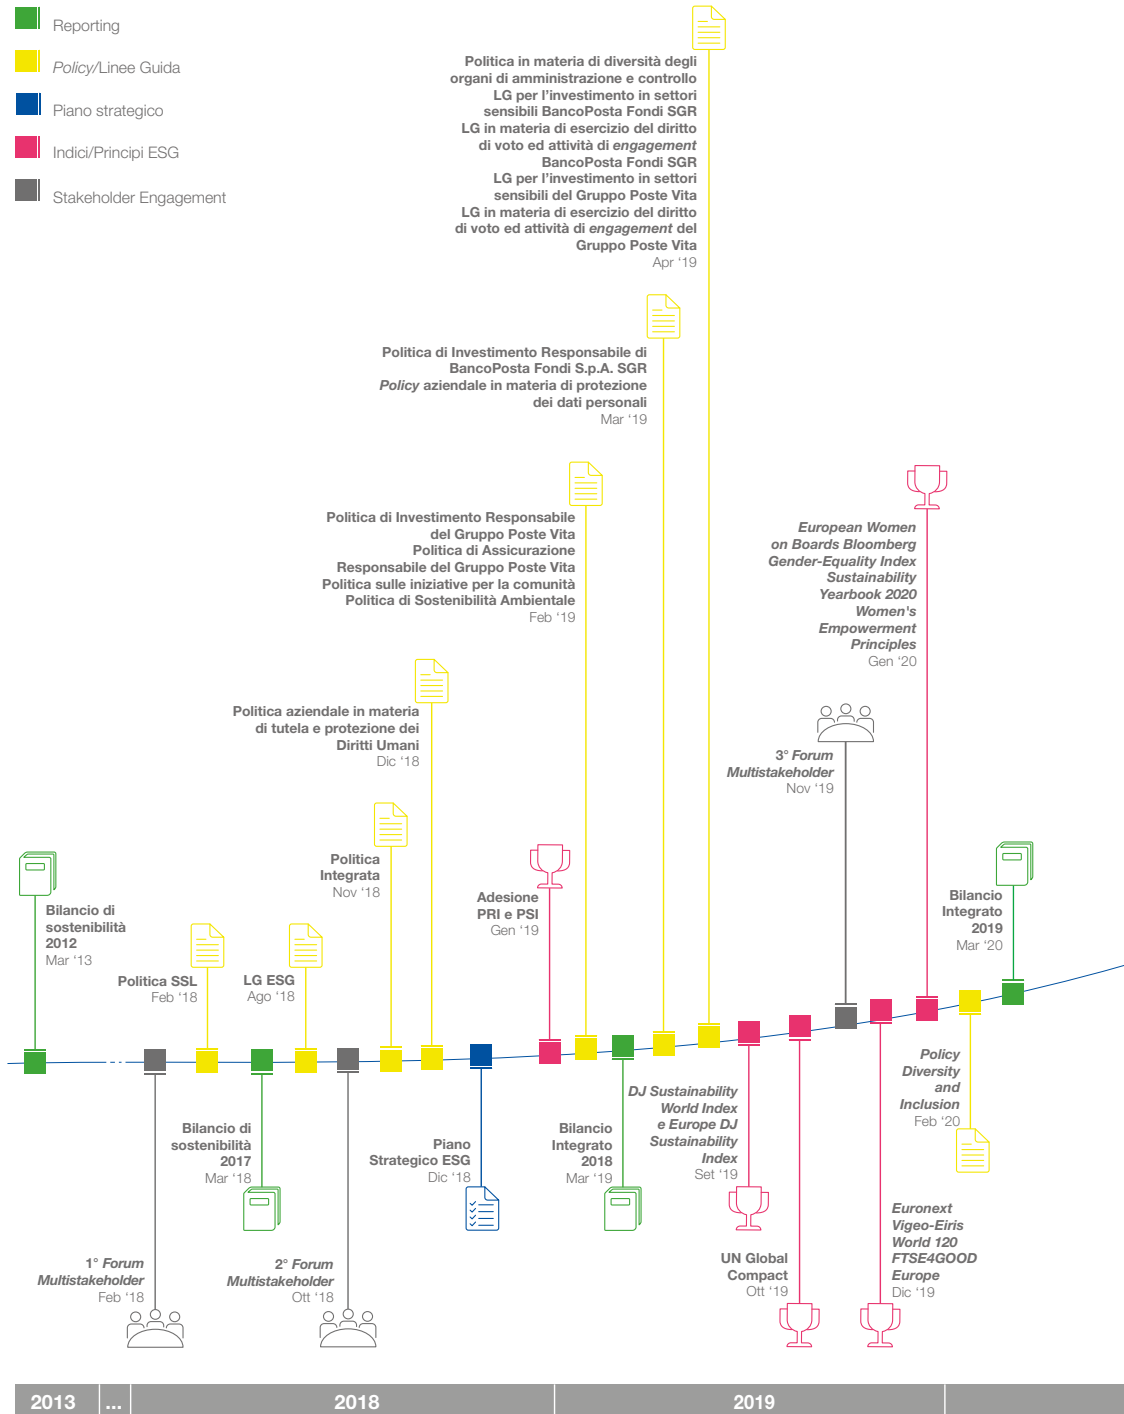 Reporting
Policy/Linee Guida
Piano strategico
Indici/Principi ESG
Stakeholder Engagement
Politica in materia di diversità degli
organi di amministrazione e controllo
LG per l’investimento in settori
sensibili BancoPosta Fondi SGR
LG in materia di esercizio del diritto
di voto ed attività di engagement
BancoPosta Fondi SGR
LG per l’investimento in settori
sensibili del Gruppo Poste Vita
LG in materia di esercizio del diritto
di voto ed attività di engagement del
Gruppo Poste Vita
Apr ‘19
Politica di Investimento Responsabile di
BancoPosta Fondi S.p.A. SGR
Policy aziendale in materia di protezione
dei dati personali
Mar ‘19
Politica di Investimento Responsabile
del Gruppo Poste Vita
Politica di Assicurazione
Responsabile del Gruppo Poste Vita
Politica sulle iniziative per la comunità
Politica di Sostenibilità Ambientale
Feb ‘19
European Women
on Boards Bloomberg
Gender-Equality Index
Sustainability
Yearbook 2020
Women's
Empowerment
Principles
Gen ‘20
Politica aziendale in materia
di tutela e protezione dei
Diritti Umani
Dic ‘18
3° Forum
Multistakeholder
Nov ‘19
Politica
Integrata
Nov ‘18
Adesione
PRI e PSI
Gen ‘19
Bilancio
Integrato
2019
Mar ‘20
Bilancio di
sostenibilità
2012
Mar ‘13
Politica SSL
Feb ‘18
LG ESG
Ago ‘18
Policy
Diversity
and
Inclusion
Feb ‘20
DJ Sustainability
World Index
e Europe DJ
Sustainability
Index
Set ‘19
Bilancio di
sostenibilità
2017
Mar ‘18
Piano
Strategico ESG
Dic ‘18
Bilancio
Integrato
2018
Mar ‘19
Euronext
Vigeo-Eiris
World 120
FTSE4GOOD
Europe
Dic ‘19
1° Forum
Multistakeholder
Feb ‘18
2° Forum
Multistakeholder
Ott ‘18
UN Global
Compact
Ott ‘19
2013 ... 2018 2019